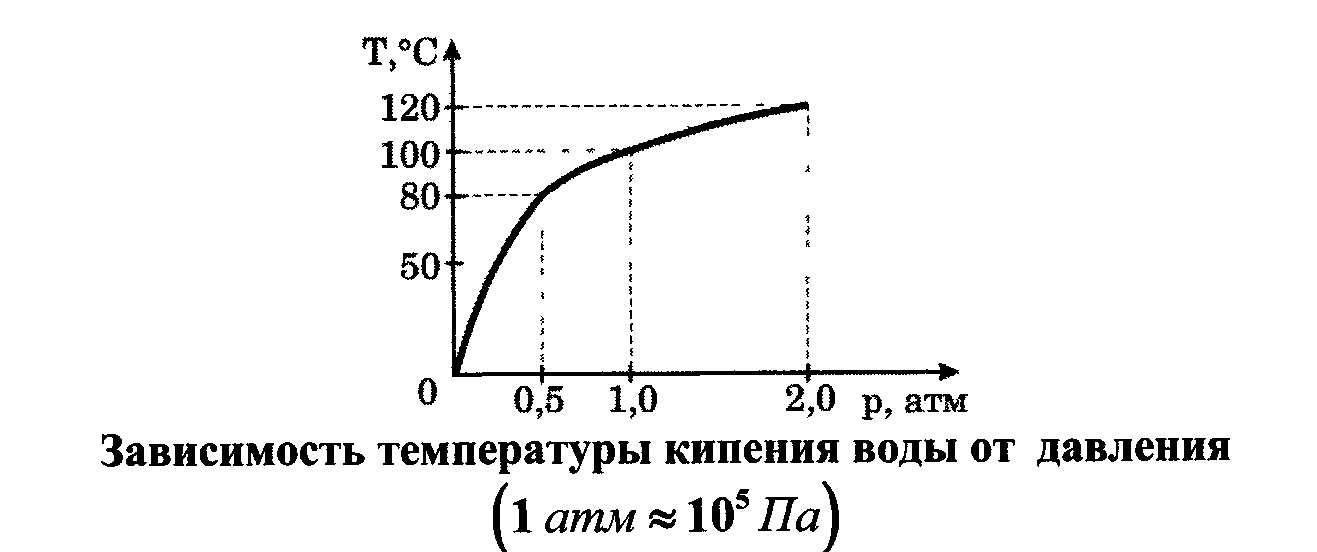 T,°C
120
100
80
50
0
0,5 1,0 2,0 p, атм
Зависимость температуры кипения воды от давления
(1 атм ≈ 10⁵ Па)